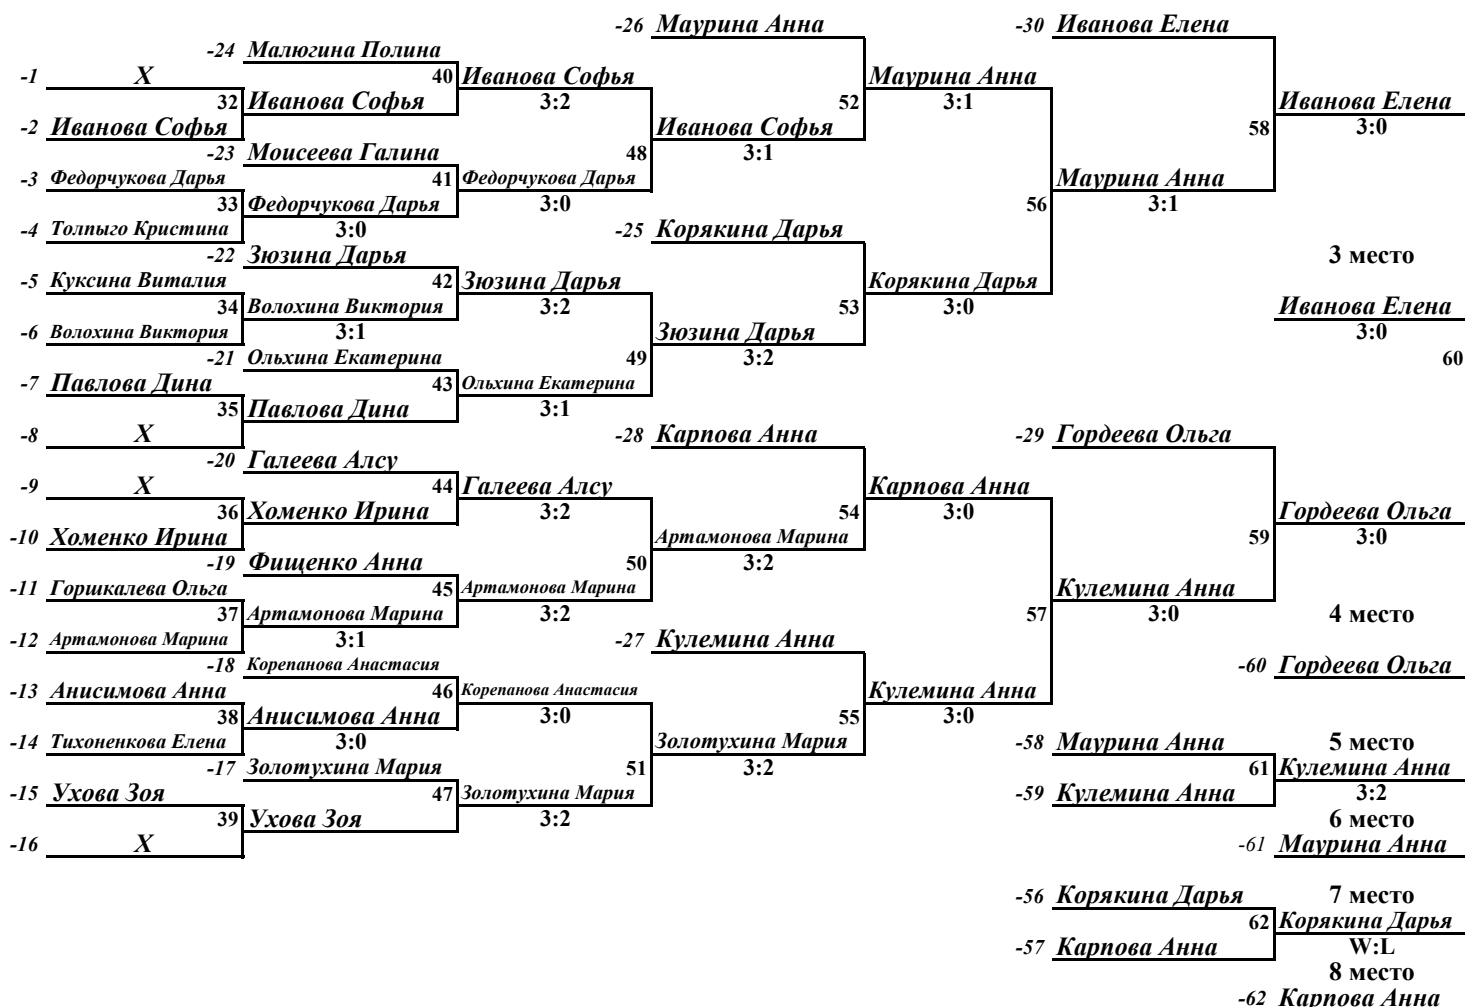 -26 Маурина Анна -30 Иванова Елена
-24 Малюгина Полина
-1 X 40 Иванова Софья Маурина Анна
32 Иванова Софья 3:2 52 3:1 Иванова Елена
-2 Иванова Софья Иванова Софья 58 3:0
-23 Моисеева Галина 48 3:1
-3 Федорчукова Дарья 41 Федорчукова Дарья Маурина Анна
33 Федорчукова Дарья 3:0 56 3:1
-4 Толпыго Кристина 3:0 -25 Корякина Дарья
-22 Зюзина Дарья 3 место
-5 Куксина Виталия 42 Зюзина Дарья Корякина Дарья
34 Волохина Виктория 3:2 53 3:0 Иванова Елена
-6 Волохина Виктория 3:1 Зюзина Дарья 3:0
-21 Ольхина Екатерина 49 3:2 60
-7 Павлова Дина 43 Ольхина Екатерина
35 Павлова Дина 3:1
-8 X -28 Карпова Анна -29 Гордеева Ольга
-20 Галеева Алсу
-9 X 44 Галеева Алсу Карпова Анна
36 Хоменко Ирина 3:2 54 3:0 Гордеева Ольга
-10 Хоменко Ирина Артамонова Марина 59 3:0
-19 Фищенко Анна 50 3:2
-11 Горшкалева Ольга 45 Артамонова Марина Кулемина Анна
37 Артамонова Марина 3:2 57 3:0 4 место
-12 Артамонова Марина 3:1 -27 Кулемина Анна
-18 Корепанова Анастасия -60 Гордеева Ольга
-13 Анисимова Анна 46 Корепанова Анастасия Кулемина Анна
38 Анисимова Анна 3:0 55 3:0
-14 Тихоненкова Елена 3:0 Золотухина Мария -58 Маурина Анна 5 место
-17 Золотухина Мария 51 3:2 61 Кулемина Анна
-15 Ухова Зоя 47 Золотухина Мария -59 Кулемина Анна 3:2
39 Ухова Зоя 3:2 6 место
-16 X -61 Маурина Анна
-56 Корякина Дарья 7 место
62 Корякина Дарья
-57 Карпова Анна W:L
8 место
-62 Карпова Анна